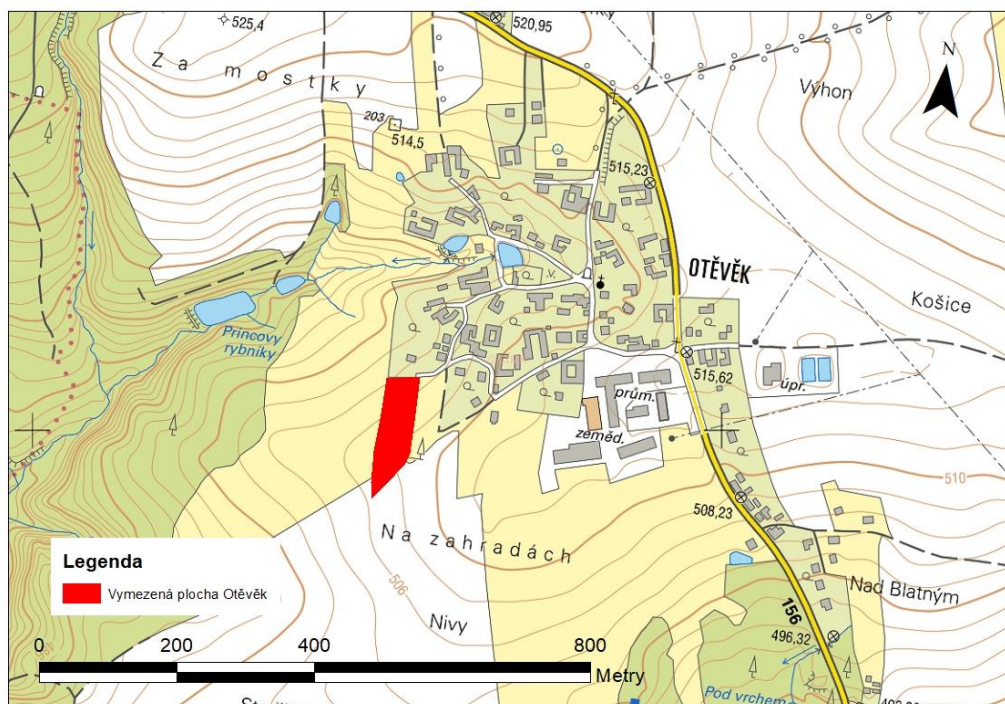 525,4
520,95
N
Za mostky
Výhon
203
514,5
515,23
OTĚVĚK
Košice
Princovy
rybníky
v.
515,62
prům.
úpr.
zeměd.
510
508,23
Na zahradách
506
Nad Blatným
Nivy
156
496,32
Pod vrchem
Legenda
Vymezená plocha Otěvěk
0 200 400 800
Metry